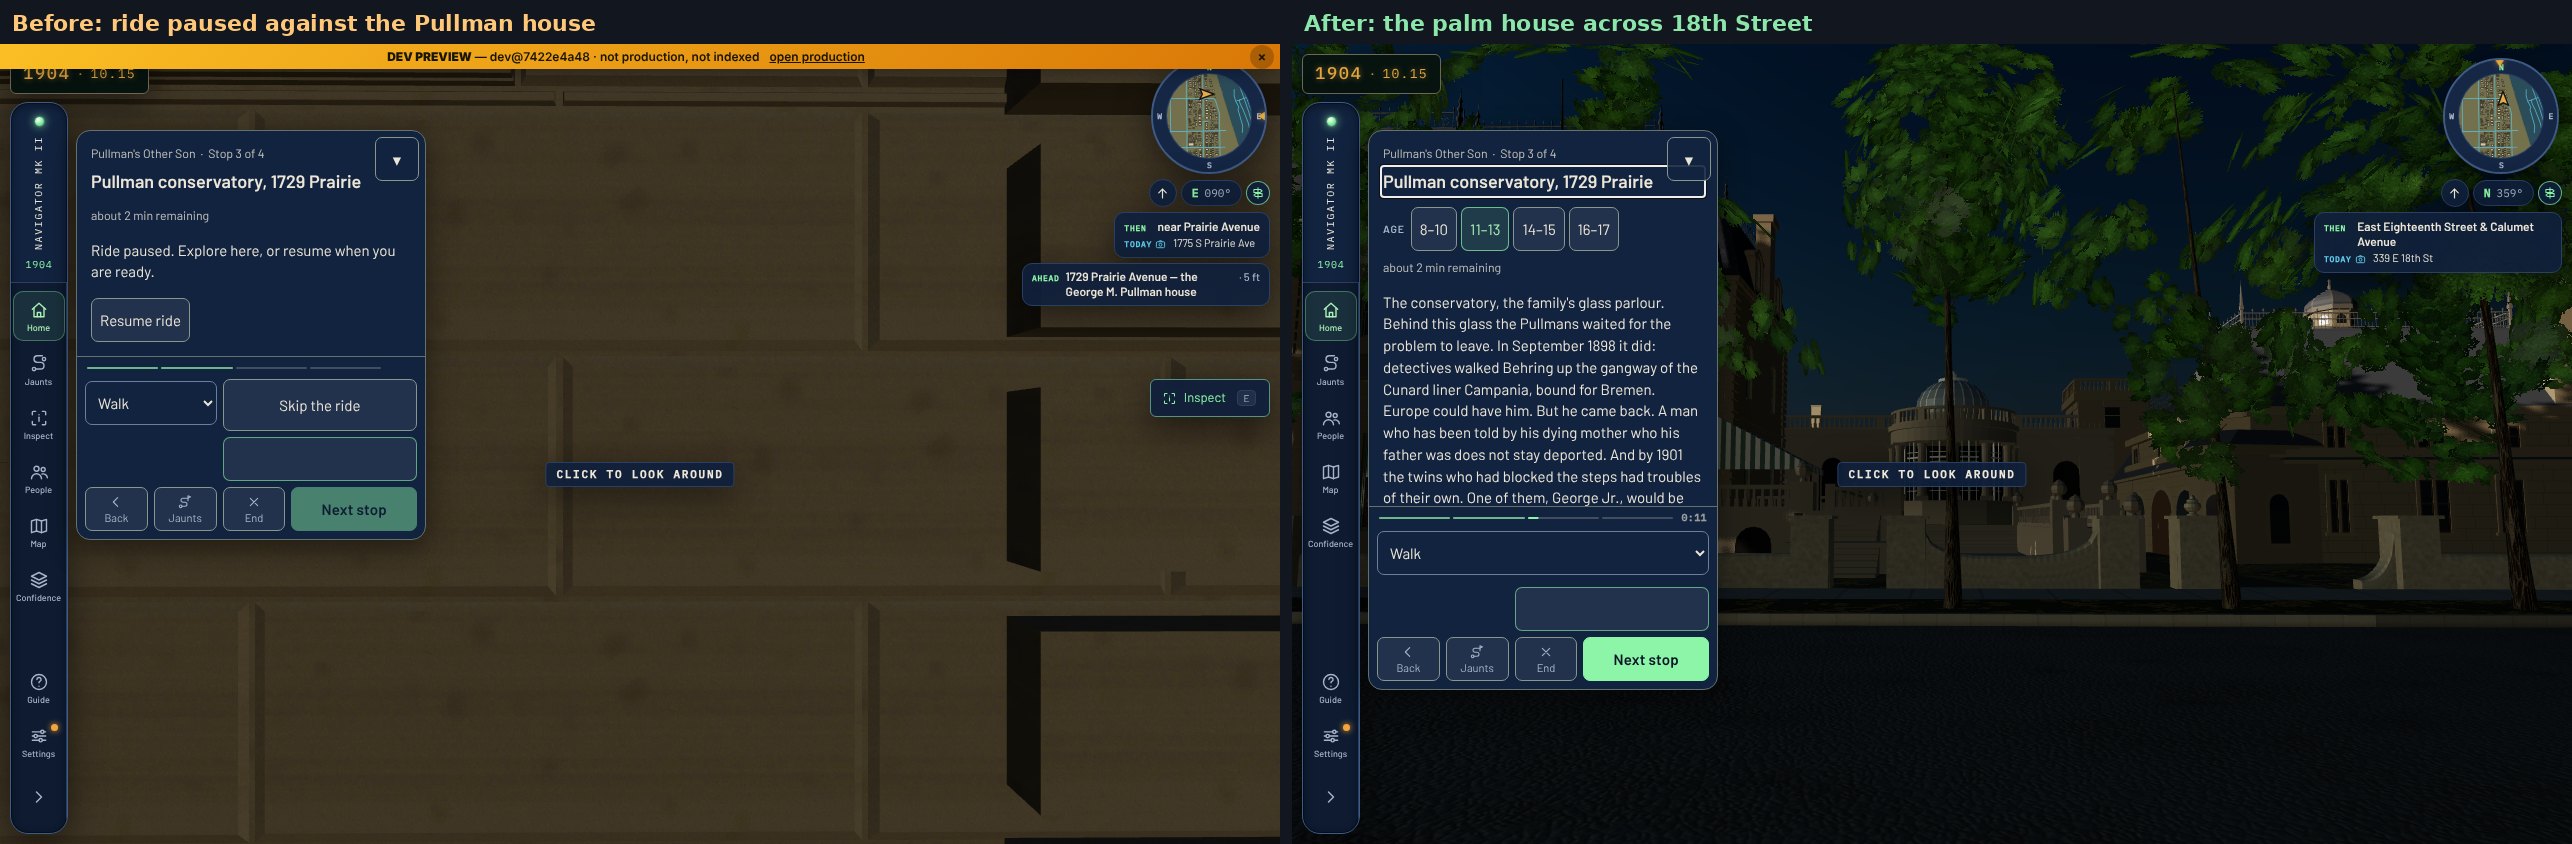 Before: ride paused against the Pullman house
DEV PREVIEW — dev@7422e4a48 · not production, not indexed open production ×
1904 · 10.15
NAVIGATOR MK II
1904
Home
Jaunts
Inspect
People
Map
Confidence
Guide
Settings
Pullman's Other Son · Stop 3 of 4
Pullman conservatory, 1729 Prairie
about 2 min remaining
Ride paused. Explore here, or resume when you
are ready.
Resume ride
Walk
Skip the ride
Back
Jaunts
End
Next stop
CLICK TO LOOK AROUND
N
W
E
S
E 090°
THEN near Prairie Avenue
TODAY 1775 S Prairie Ave
AHEAD 1729 Prairie Avenue — the · 5 ft
George M. Pullman house
Inspect E
After: the palm house across 18th Street
1904 · 10.15
NAVIGATOR MK II
1904
Home
Jaunts
Inspect
People
Map
Confidence
Guide
Settings
Pullman's Other Son · Stop 3 of 4
Pullman conservatory, 1729 Prairie
AGE 8–10 11–13 14–15 16–17
about 2 min remaining
The conservatory, the family's glass parlour.
Behind this glass the Pullmans waited for the
problem to leave. In September 1898 it did:
detectives walked Behring up the gangway of the
Cunard liner Campania, bound for Bremen.
Europe could have him. But he came back. A man
who has been told by his dying mother who his
father was does not stay deported. And by 1901
the twins who had blocked the steps had troubles
of their own. One of them, George Jr., would be
0:11
Walk
Back
Jaunts
End
Next stop
CLICK TO LOOK AROUND
N
W
E
S
N 359°
THEN East Eighteenth Street & Calumet
Avenue
TODAY 339 E 18th St